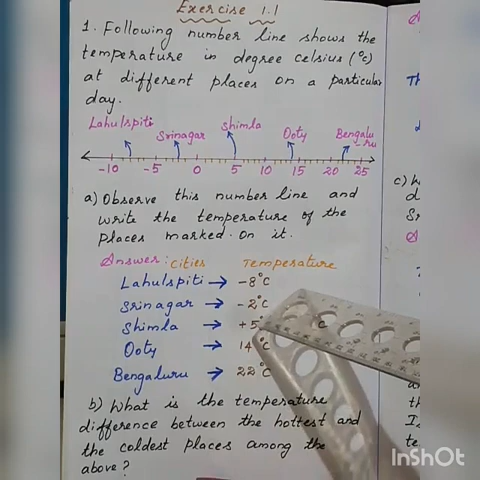 Exercise 1.1
1. Following number line shows the
temperature in degree celsius (°c)
at different places on a particular
day.
Lahulspiti Srinagar Shimla Ooty Bengalu
-ru
-10 -5 0 5 10 15 20 25
a) Observe this number line and
write the temperature of the
places marked on it.
Answer: Cities Temperature
Lahulspiti → -8°C
Srinagar → -2°C
Shimla → +5° C
Ooty → 14°C
Bengaluru → 22°C
b) What is the temperature
difference between the hottest and
the coldest places among the
above?
Th
c)
Sr
InShOt